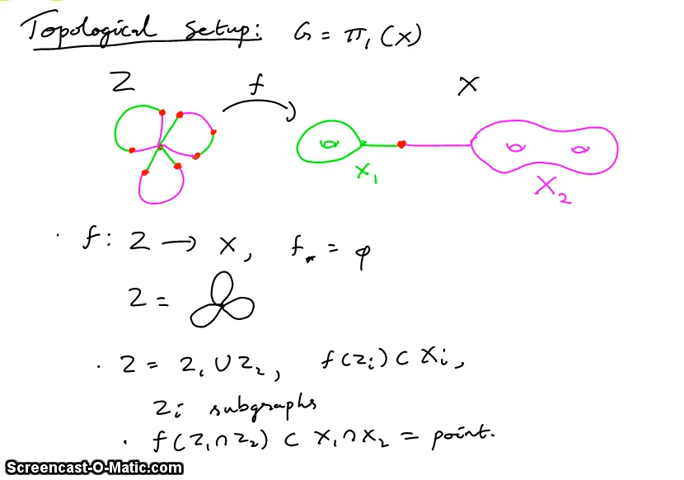 Topological Setup: G = π₁(X)
Z f X
X₁ X₂
· f: Z → X, f* = φ
Z =
· Z = Z₁ ∪ Z₂, f(Zᵢ) ⊂ Xᵢ,
Zᵢ subgraphs
· f(Z₁∩Z₂) ⊂ X₁∩X₂ = point.
Screencast-O-Matic.com